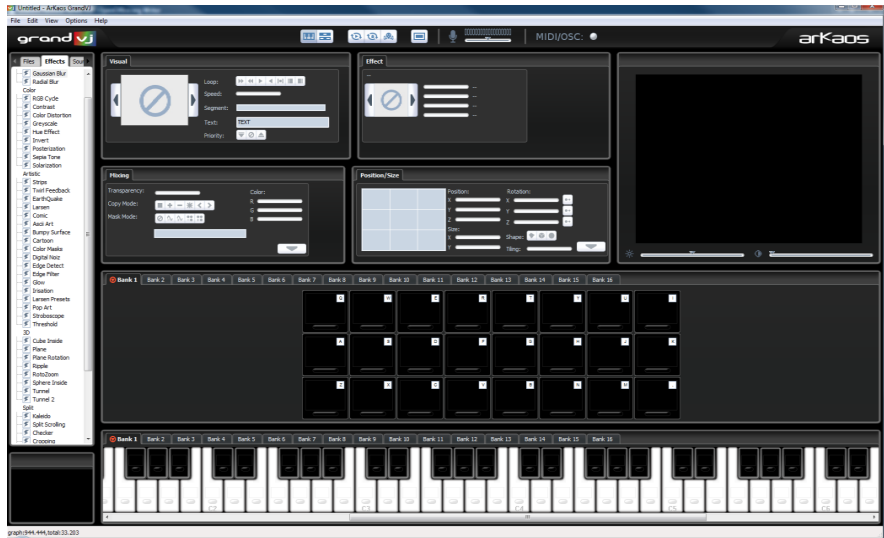 Untitled - ArKaos GrandVJ
File Edit View Options Help
grand vj
MIDI/OSC:
arKaos
Files Effects Sour
Gaussian Blur
Radial Blur
Color
RGB Cycle
Contrast
Color Distortion
Greyscale
Hue Effect
Invert
Posterization
Sepia Tone
Solarization
Artistic
Strips
Twirl Feedback
EarthQuake
Larsen
Comic
Ascii Art
Bumpy Surface
Cartoon
Color Masks
Digital Noiz
Edge Detect
Edge Filter
Glow
Insation
Larsen Presets
Pop Art
Stroboscope
Threshold
3D
Cube Inside
Plane
Plane Rotation
Ripple
RotoZoom
Sphere Inside
Tunnel
Tunnel 2
Split
Kaleido
Split Scrolling
Checker
Cropping
Visual
Loop:
Speed:
Segment:
Text: TEXT
Priority:
Effect
Mixing
Transparency:
Copy Mode:
Mask Mode:
Color:
R
G
B
Position/Size
Position:
X
Y
Z
Size:
X
Y
Rotation:
X
Y
Z
Shape:
Tiling:
Bank 1 Bank 2 Bank 3 Bank 4 Bank 5 Bank 6 Bank 7 Bank 8 Bank 9 Bank 10 Bank 11 Bank 12 Bank 13 Bank 14 Bank 15 Bank 16
Q W E R T Y U I
Bank 1 Bank 2 Bank 3 Bank 4 Bank 5 Bank 6 Bank 7 Bank 8 Bank 9 Bank 10 Bank 11 Bank 12 Bank 13 Bank 14 Bank 15 Bank 16
C2 C3 C4 C5 C6
graph:944.444,total:33.203